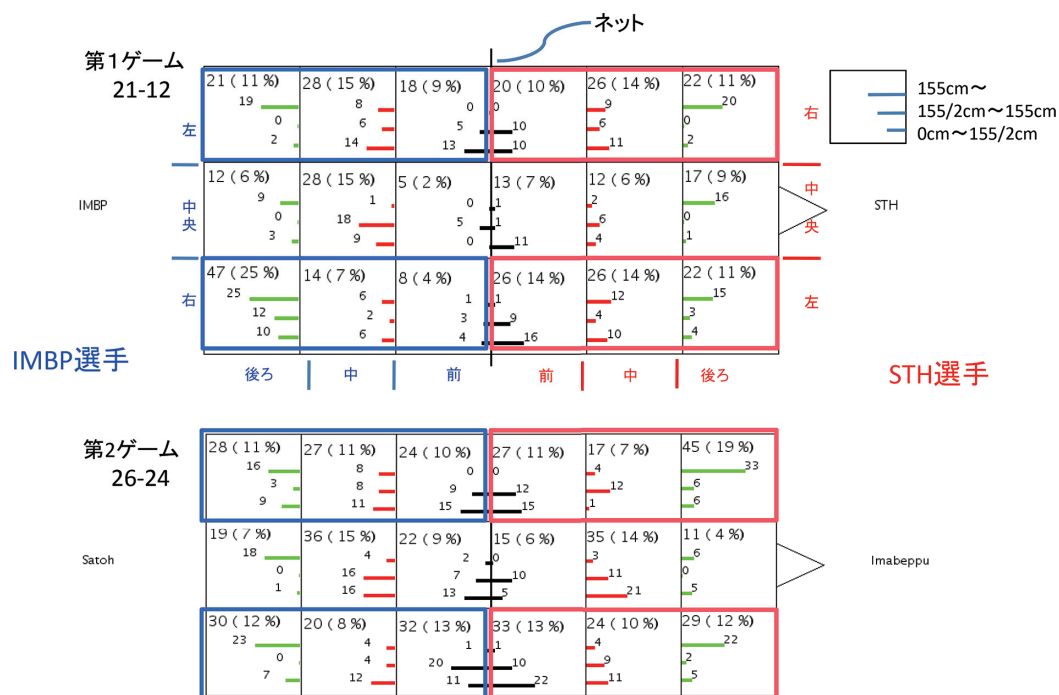 ネット
第1ゲーム
21-12
21 ( 11 %) 28 ( 15 %) 18 ( 9 %) 20 ( 10 %) 26 ( 14 %) 22 ( 11 %)
19 8 0 0 9 20
0 6 5 10 6 0
2 14 13 10 11 2
左 右
155cm～
155/2cm～155cm
0cm～155/2cm
12 ( 6 %) 28 ( 15 %) 5 ( 2 %) 13 ( 7 %) 12 ( 6 %) 17 ( 9 %)
9 1 0 1 2 16
0 18 5 1 6 0
3 9 0 11 4 1
IMBP 中央 中央 STH
47 ( 25 %) 14 ( 7 %) 8 ( 4 %) 26 ( 14 %) 26 ( 14 %) 22 ( 11 %)
25 6 1 1 12 15
12 2 3 9 4 3
10 6 4 16 10 4
右 左
IMBP選手 STH選手
後ろ 中 前 前 中 後ろ
第2ゲーム
26-24
28 ( 11 %) 27 ( 11 %) 24 ( 10 %) 27 ( 11 %) 17 ( 7 %) 45 ( 19 %)
16 8 0 0 4 33
3 8 9 12 12 6
9 11 15 15 1 6
19 ( 7 %) 36 ( 15 %) 22 ( 9 %) 15 ( 6 %) 35 ( 14 %) 11 ( 4 %)
18 4 2 0 3 6
0 16 7 10 11 0
1 16 13 5 21 5
Satoh Imabeppu
30 ( 12 %) 20 ( 8 %) 32 ( 13 %) 33 ( 13 %) 24 ( 10 %) 29 ( 12 %)
23 4 1 1 4 22
0 4 20 10 9 2
7 12 11 22 11 5